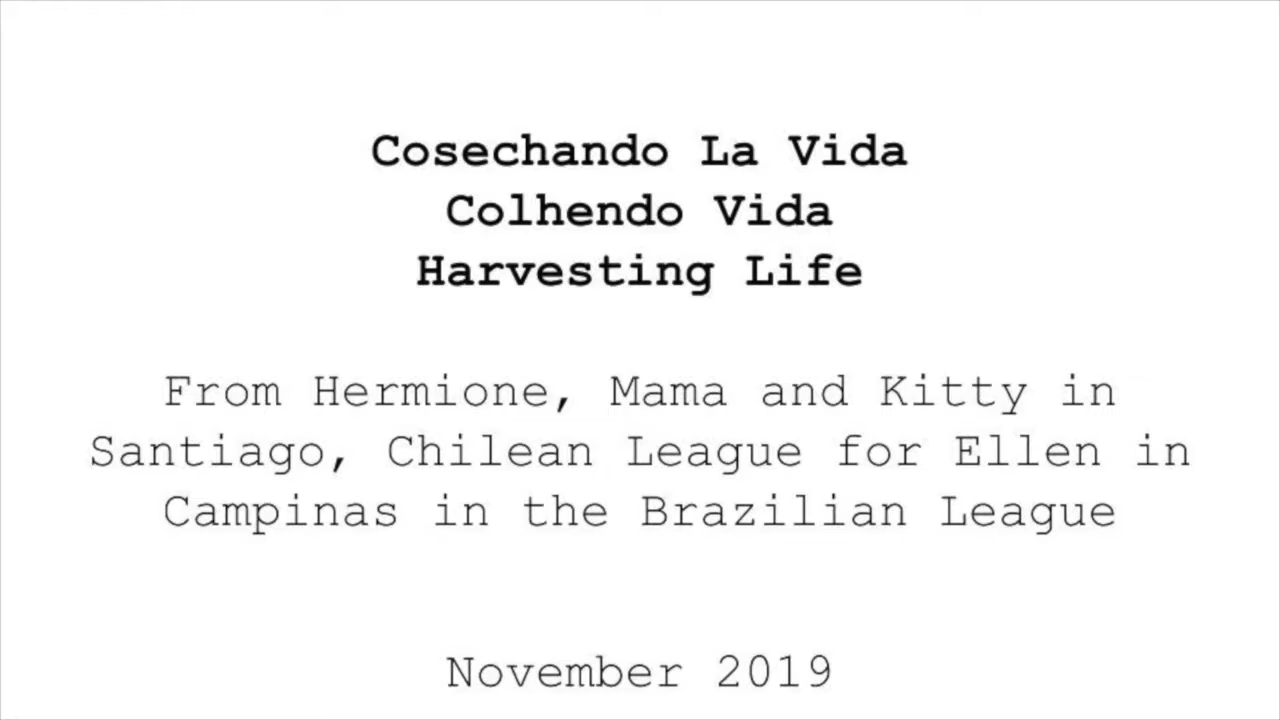 Cosechando La Vida
Colhendo Vida
Harvesting Life
From Hermione, Mama and Kitty in
Santiago, Chilean League for Ellen in
Campinas in the Brazilian League
November 2019